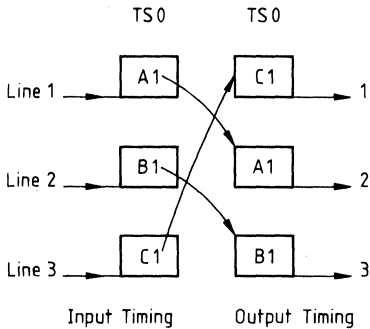 TS0 TS0
Line 1 A1 C1 1
Line 2 B1 A1 2
Line 3 C1 B1 3
Input Timing Output Timing